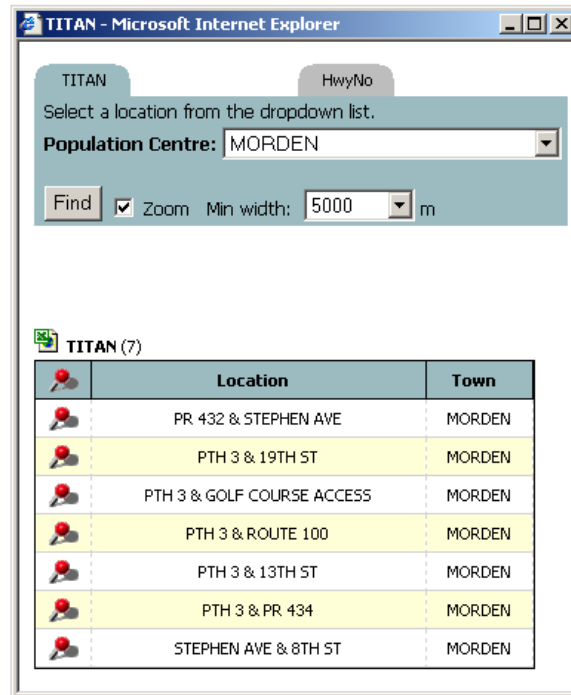 TITAN - Microsoft Internet Explorer
TITAN HwyNo
Select a location from the dropdown list.
Population Centre: MORDEN
Find Zoom Min width: 5000 m
TITAN (7)
Location Town
PR 432 & STEPHEN AVE MORDEN
PTH 3 & 19TH ST MORDEN
PTH 3 & GOLF COURSE ACCESS MORDEN
PTH 3 & ROUTE 100 MORDEN
PTH 3 & 13TH ST MORDEN
PTH 3 & PR 434 MORDEN
STEPHEN AVE & 8TH ST MORDEN